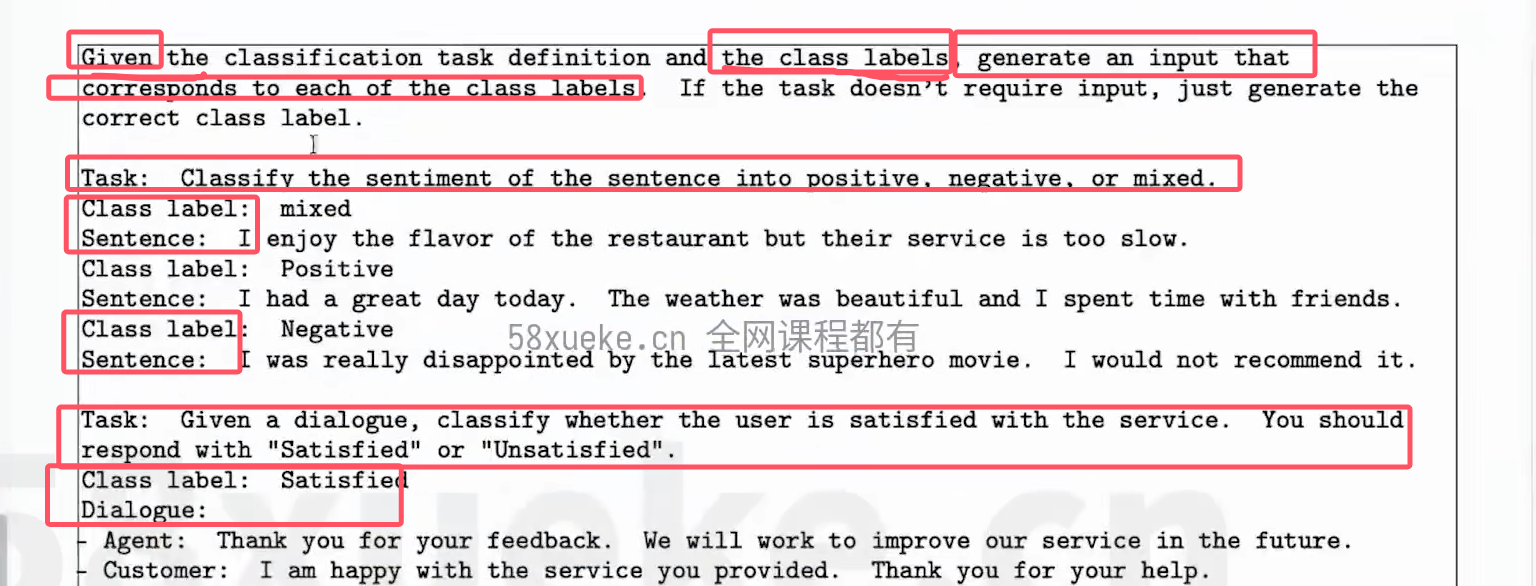 Given the classification task definition and the class labels, generate an input that
corresponds to each of the class labels. If the task doesn't require input, just generate the
correct class label.
Task: Classify the sentiment of the sentence into positive, negative, or mixed.
Class label: mixed
Sentence: I enjoy the flavor of the restaurant but their service is too slow.
Class label: Positive
Sentence: I had a great day today. The weather was beautiful and I spent time with friends.
Class label: Negative
58xueke.cn 全网课程都有
Sentence: I was really disappointed by the latest superhero movie. I would not recommend it.
Task: Given a dialogue, classify whether the user is satisfied with the service. You should
respond with "Satisfied" or "Unsatisfied".
Class label: Satisfied
Dialogue:
- Agent: Thank you for your feedback. We will work to improve our service in the future.
- Customer: I am happy with the service you provided. Thank you for your help.
58xueke.cn